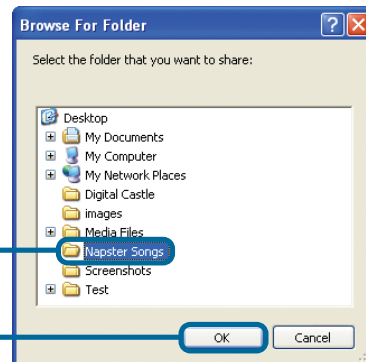 Browse For Folder
Select the folder that you want to share:
Desktop
My Documents
My Computer
My Network Places
Digital Castle
images
Media Files
Napster Songs
Screenshots
Test
OK Cancel